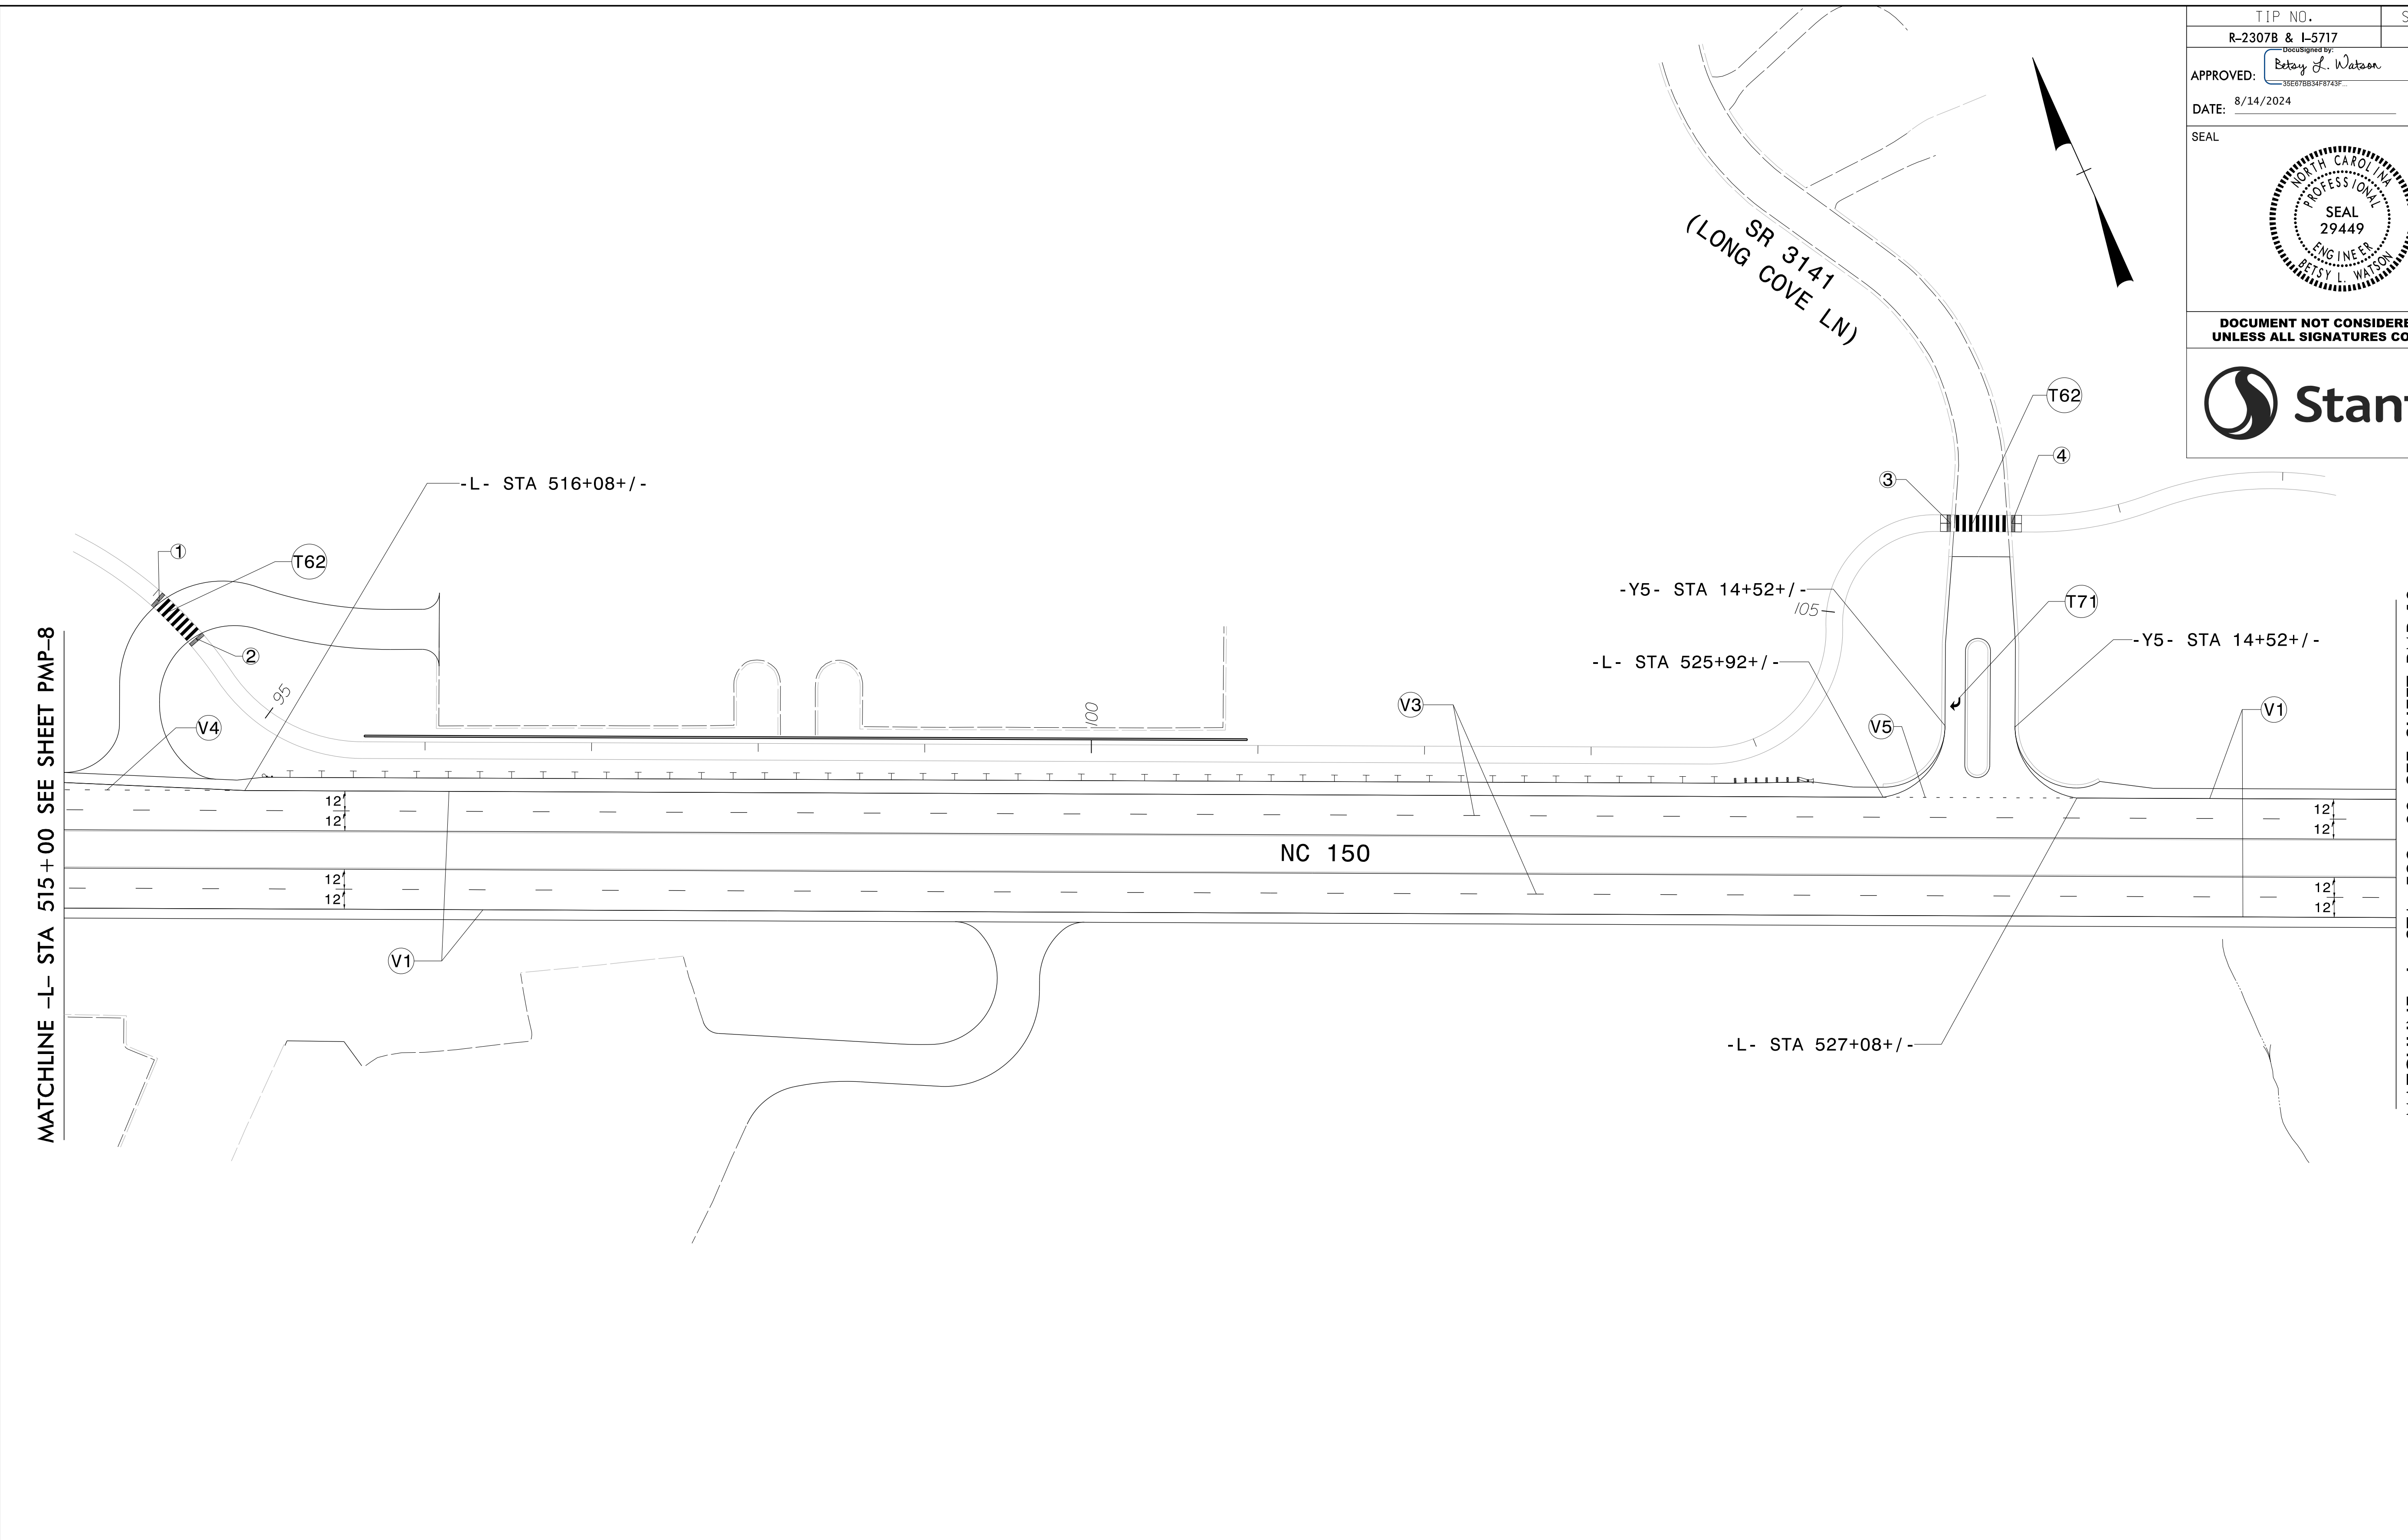 TIP NO.
R-2307B & I-5717
DocuSigned by:
APPROVED: Betsy L. Watson
35E67BB34F8743F...
DATE: 8/14/2024
SEAL
NORTH CAROLINA
PROFESSIONAL
SEAL
29449
ENGINEER
BETSY L. WATSON
DOCUMENT NOT
UNLESS ALL SIGNATURES
SR 3141
(LONG COVE LN)
T62
4
3
-L- STA 516+08+/-
1
T62
2
-Y5- STA 14+52+/-
105
T71
-Y5- STA 14+52+/-
-L- STA 525+92+/-
95
V4
100
V3
V5
V1
MATCHLINE -L- STA 515+00 SEE SHEET PMP-8
12'
12'
12'
12'
NC 150
12'
12'
12'
12'
V1
-L- STA 527+08+/-